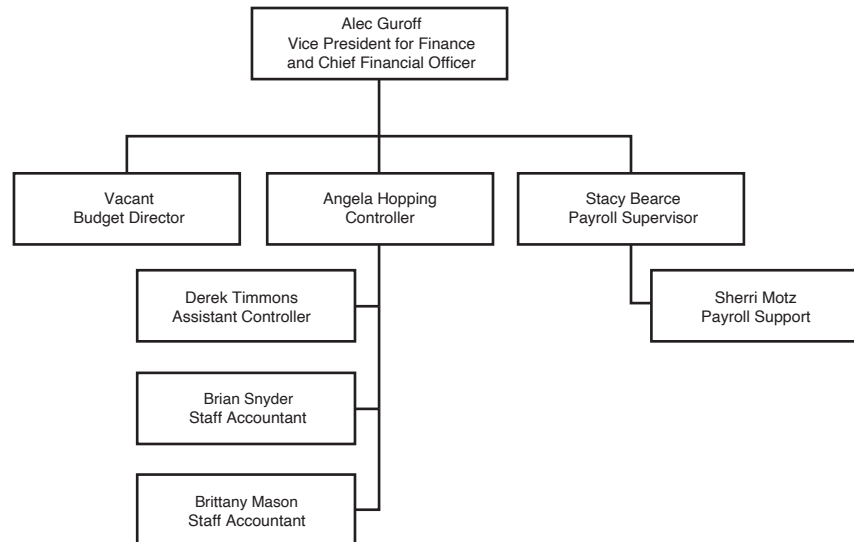 Alec Guroff
Vice President for Finance
and Chief Financial Officer
Vacant
Budget Director
Angela Hopping
Controller
Stacy Bearce
Payroll Supervisor
Derek Timmons
Assistant Controller
Sherri Motz
Payroll Support
Brian Snyder
Staff Accountant
Brittany Mason
Staff Accountant